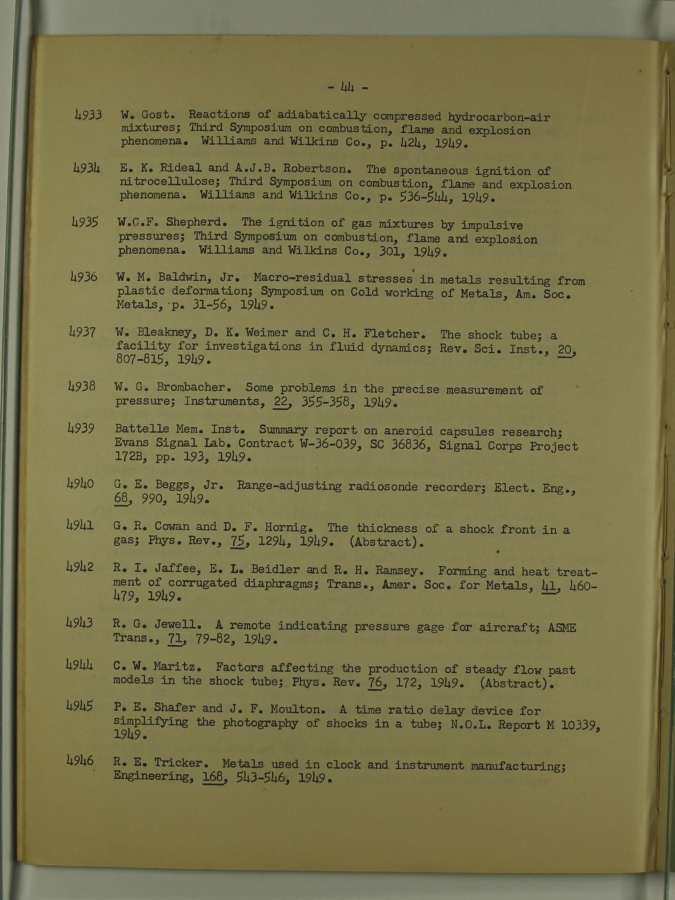 - 44 -
4933 W. Gost. Reactions of adiabatically compressed hydrocarbon-air
mixtures; Third Symposium on combustion, flame and explosion
phenomena. Williams and Wilkins Co., p. 424, 1949.
4934 E. K. Rideal and A.J.B. Robertson. The spontaneous ignition of
nitrocellulose; Third Symposium on combustion, flame and explosion
phenomena. Williams and Wilkins Co., p. 536-544, 1949.
4935 W.C.F. Shepherd. The ignition of gas mixtures by impulsive
pressures; Third Symposium on combustion, flame and explosion
phenomena. Williams and Wilkins Co., 301, 1949.
4936 W. M. Baldwin, Jr. Macro-residual stresses in metals resulting from
plastic deformation; Symposium on Cold working of Metals, Am. Soc.
Metals, p. 31-56, 1949.
4937 W. Bleakney, D. K. Weimer and C. H. Fletcher. The shock tube; a
facility for investigations in fluid dynamics; Rev. Sci. Inst., 20,
807-815, 1949.
4938 W. G. Brombacher. Some problems in the precise measurement of
pressure; Instruments, 22, 355-358, 1949.
4939 Battelle Mem. Inst. Summary report on aneroid capsules research;
Evans Signal Lab. Contract W-36-039, SC 36836, Signal Corps Project
172B, pp. 193, 1949.
4940 G. E. Beggs, Jr. Range-adjusting radiosonde recorder; Elect. Eng.,
68, 990, 1949.
4941 G. R. Cowan and D. F. Hornig. The thickness of a shock front in a
gas; Phys. Rev., 75, 1294, 1949. (Abstract).
4942 R. I. Jaffee, E. L. Beidler and R. H. Ramsey. Forming and heat treat-
ment of corrugated diaphragms; Trans., Amer. Soc. for Metals, 41, 460-
479, 1949.
4943 R. G. Jewell. A remote indicating pressure gage for aircraft; ASME
Trans., 71, 79-82, 1949.
4944 C. W. Maritz. Factors affecting the production of steady flow past
models in the shock tube; Phys. Rev. 76, 172, 1949. (Abstract).
4945 P. E. Shafer and J. F. Moulton. A time ratio delay device for
simplifying the photography of shocks in a tube; N.O.L. Report M 10339,
1949.
4946 R. E. Tricker. Metals used in clock and instrument manufacturing;
Engineering, 168, 543-546, 1949.